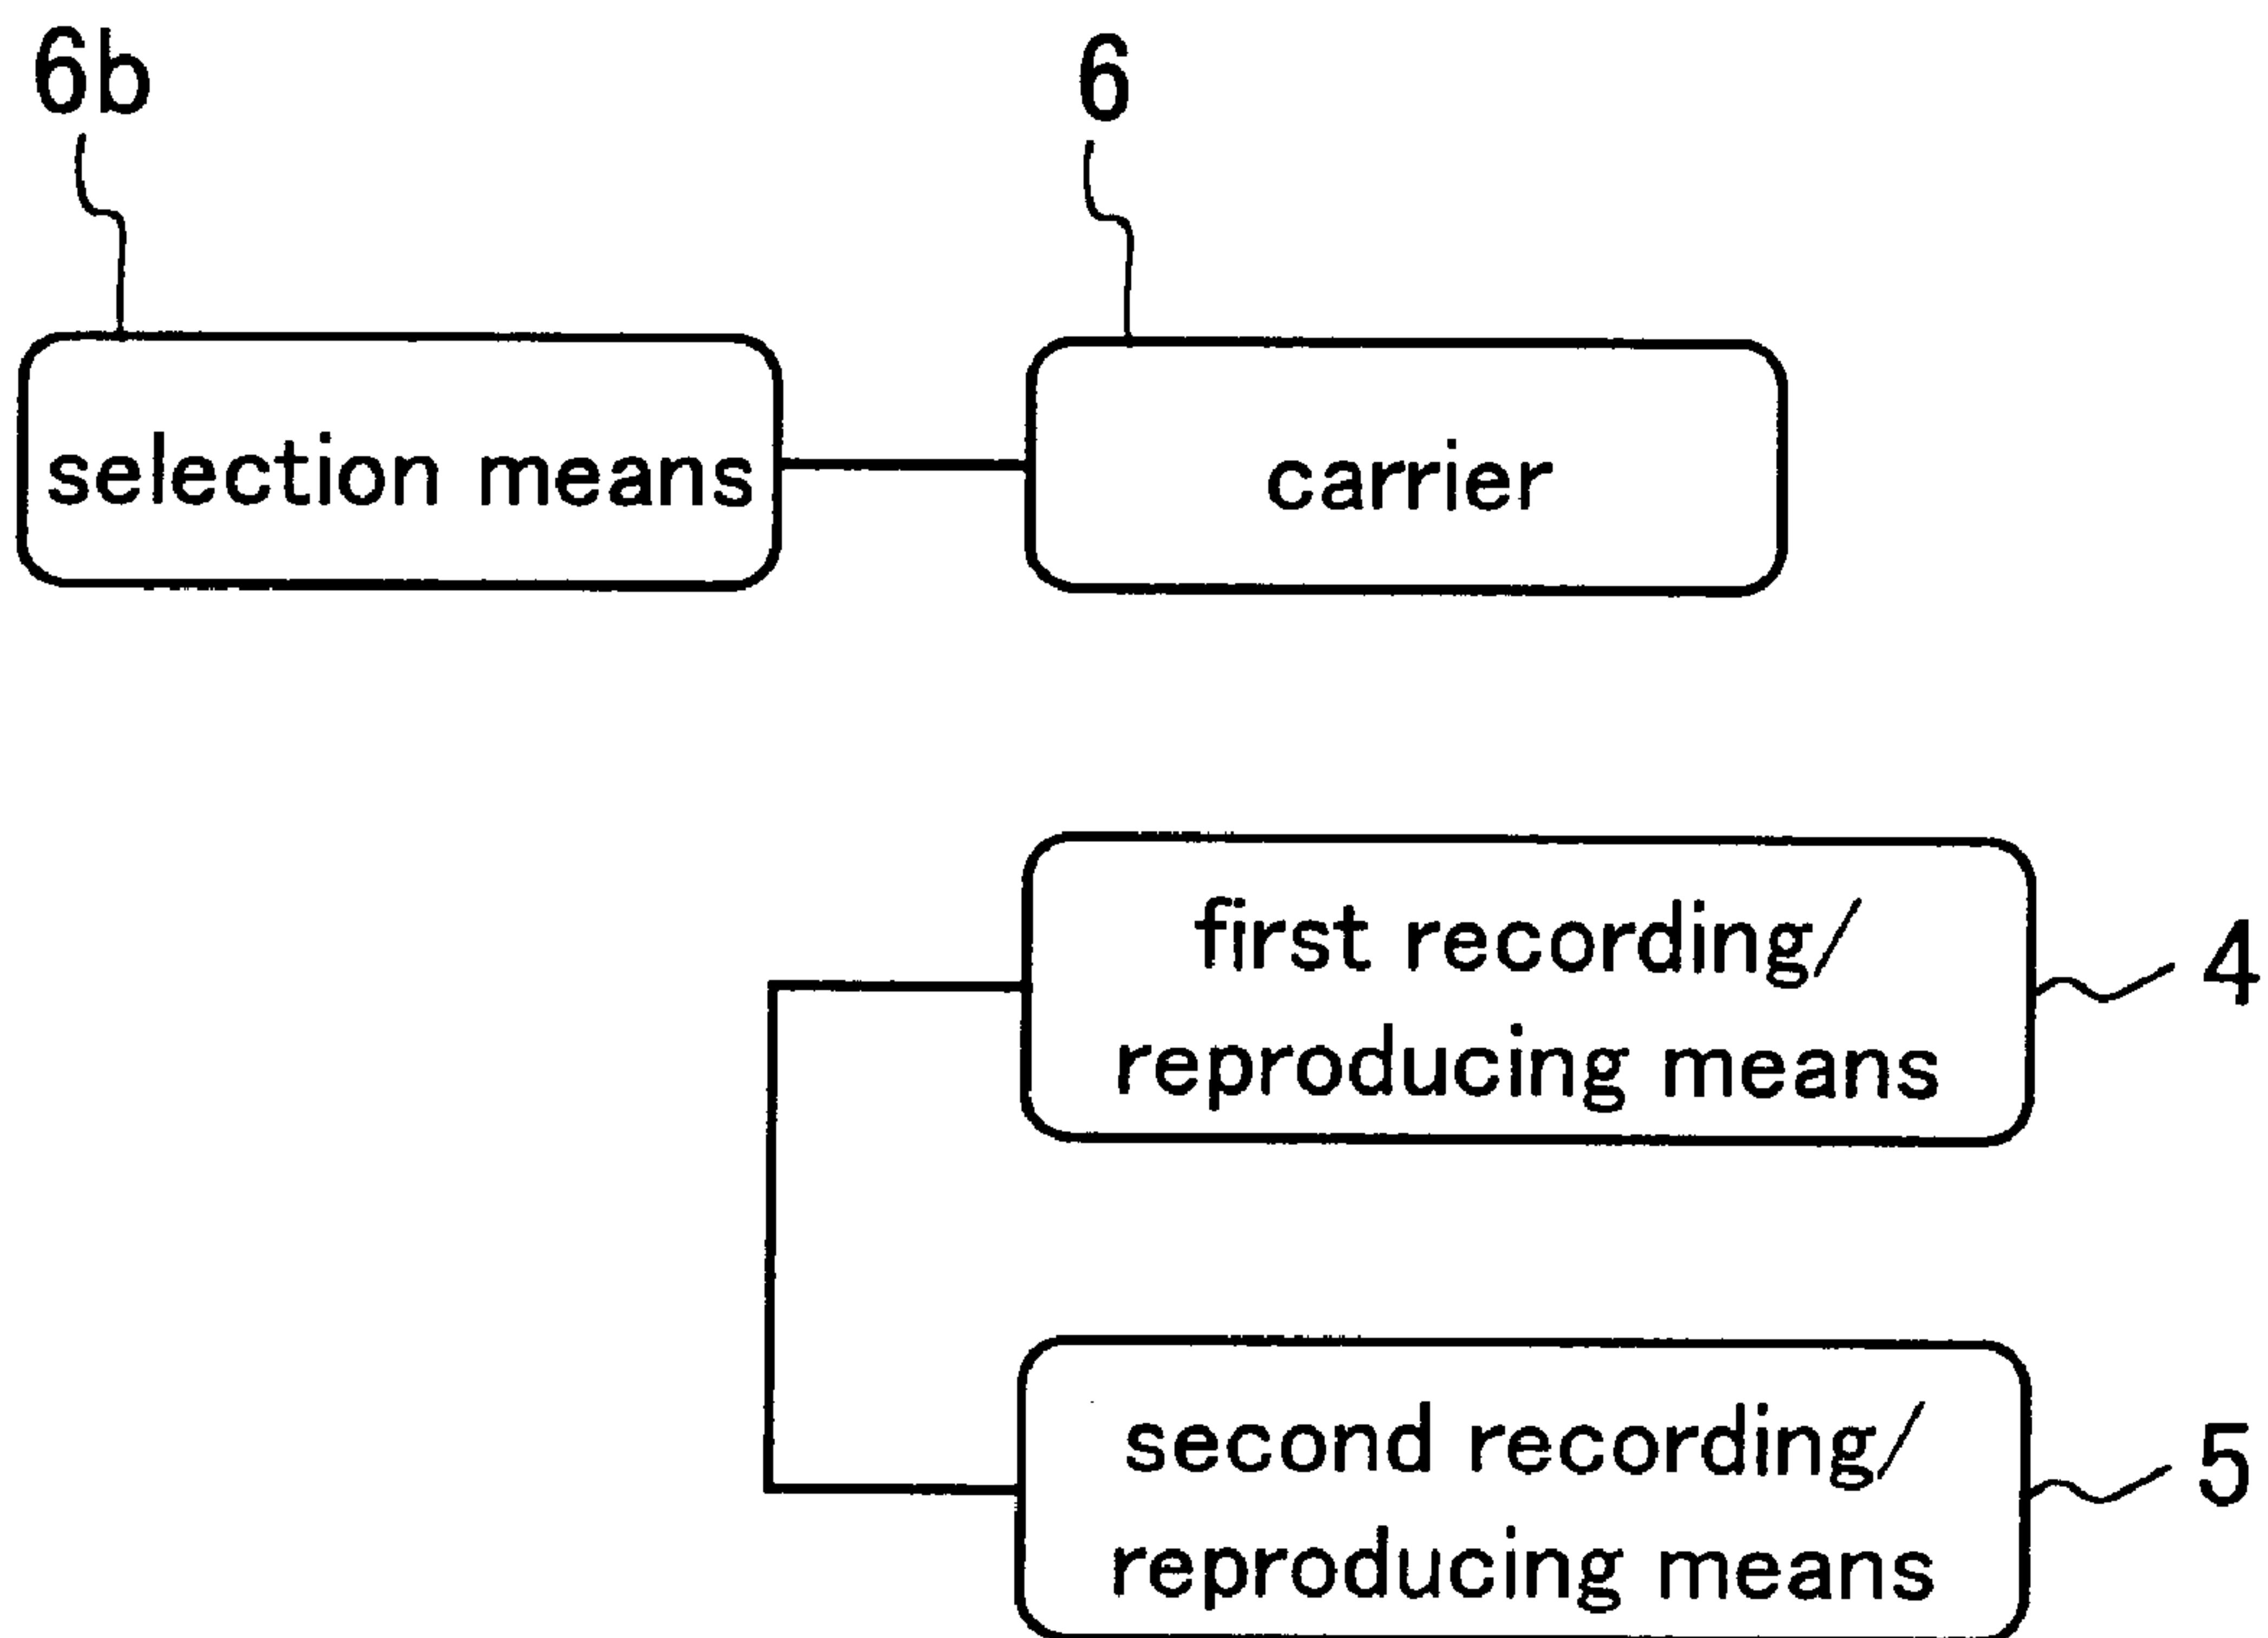 6b
6
selection means
carrier
first recording/
reproducing means
4
second recording/
reproducing means
5